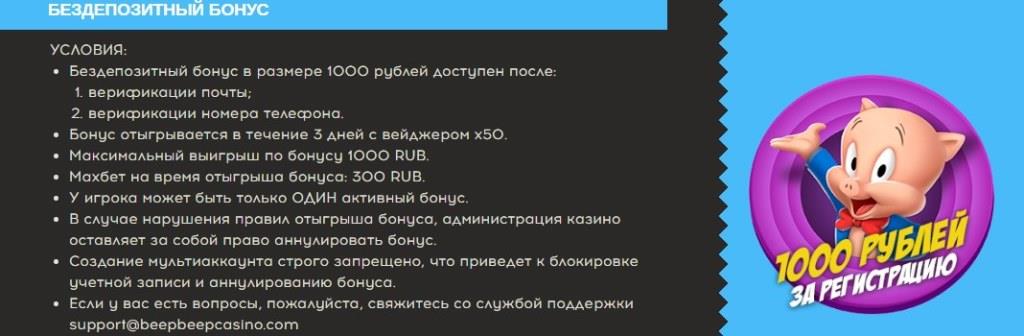 БЕЗДЕПОЗИТНЫЙ БОНУС
УСЛОВИЯ:
• Бездепозитный бонус в размере 1000 рублей доступен после:
1. верификации почты;
2. верификации номера телефона.
• Бонус отыгрывается в течение 3 дней с вейджером х50.
• Максимальный выигрыш по бонусу 1000 RUB.
• Махбет на время отыгрыша бонуса: 300 RUB.
• У игрока может быть только ОДИН активный бонус.
• В случае нарушения правил отыгрыша бонуса, администрация казино
оставляет за собой право аннулировать бонус.
• Создание мультиаккаунта строго запрещено, что приведет к блокировке
учетной записи и аннулированию бонуса.
• Если у вас есть вопросы, пожалуйста, свяжитесь со службой поддержки
support@beepbeepcasino.com
1000 РУБЛЕЙ
ЗА РЕГИСТРАЦИЮ